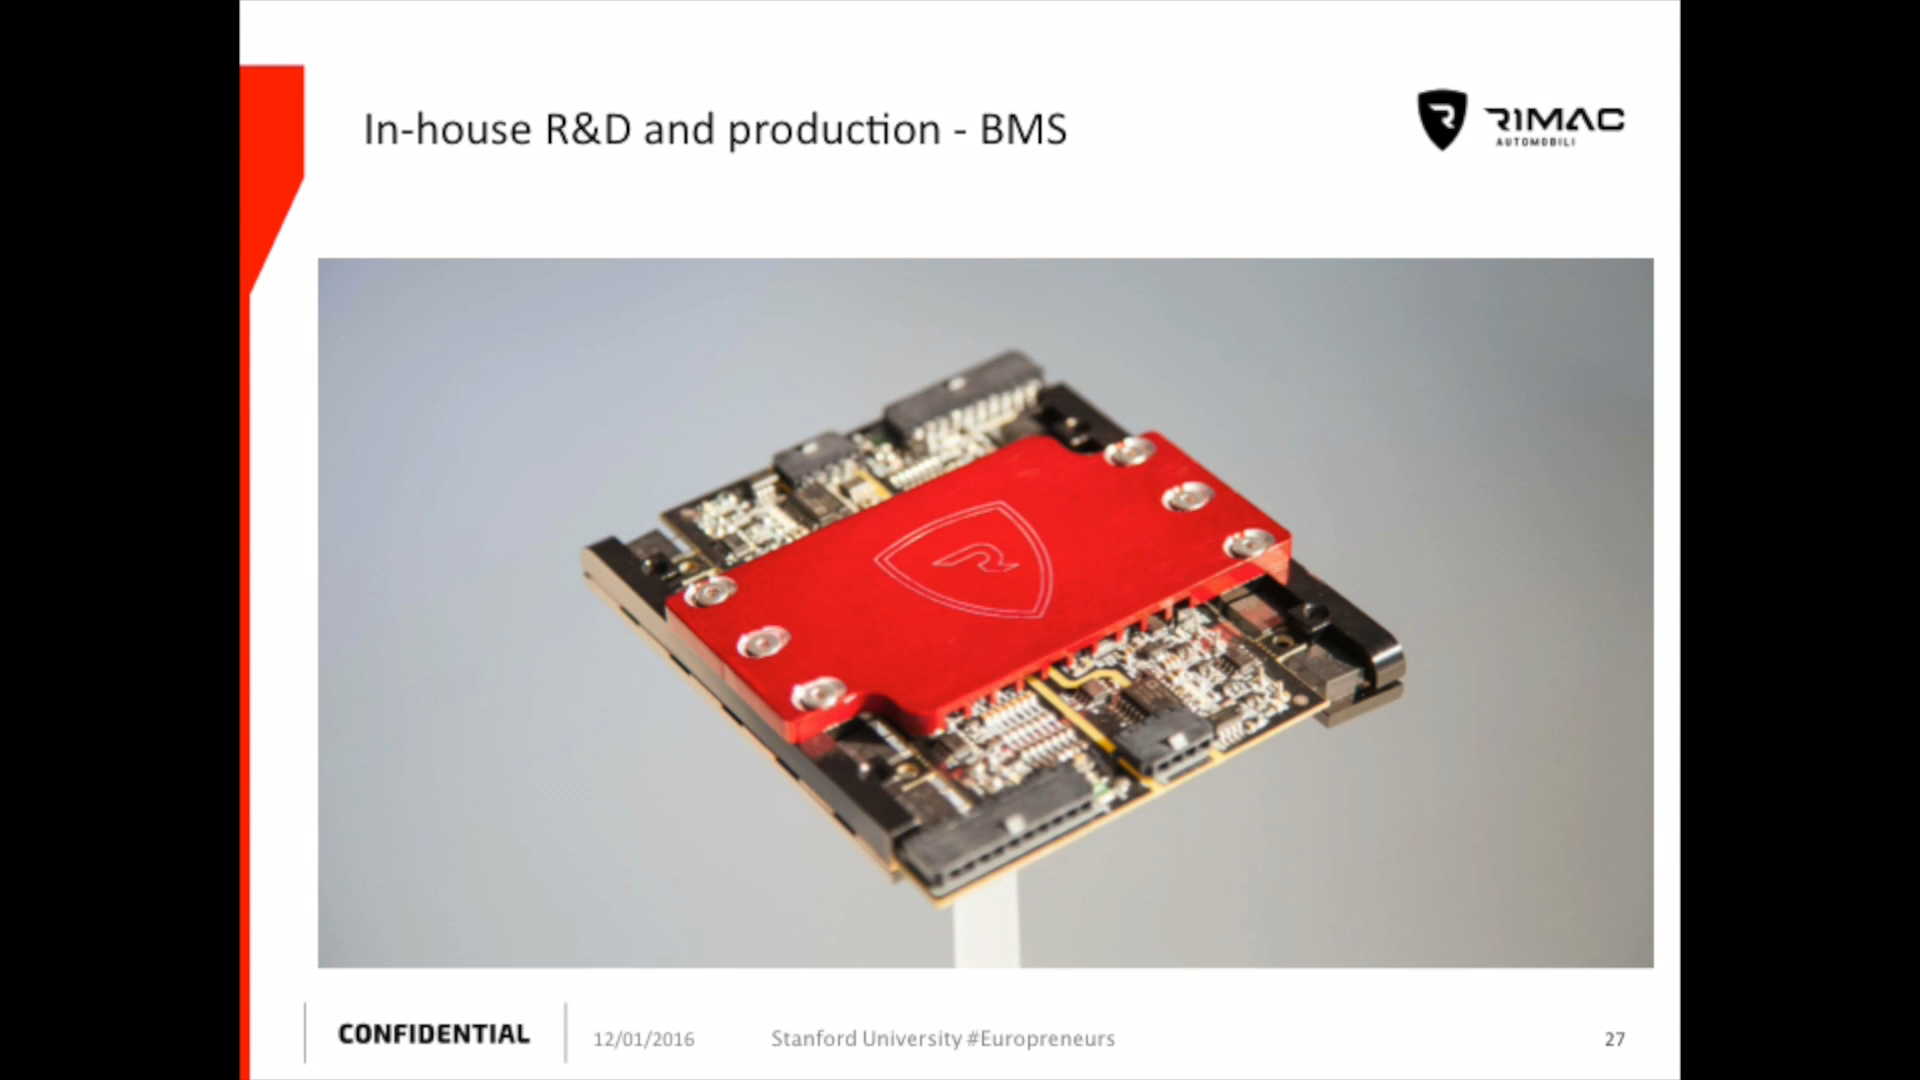 In-house R&D and production - BMS
RIMAC
AUTOMOBILI
CONFIDENTIAL
12/01/2016
Stanford University #Europreneurs
27